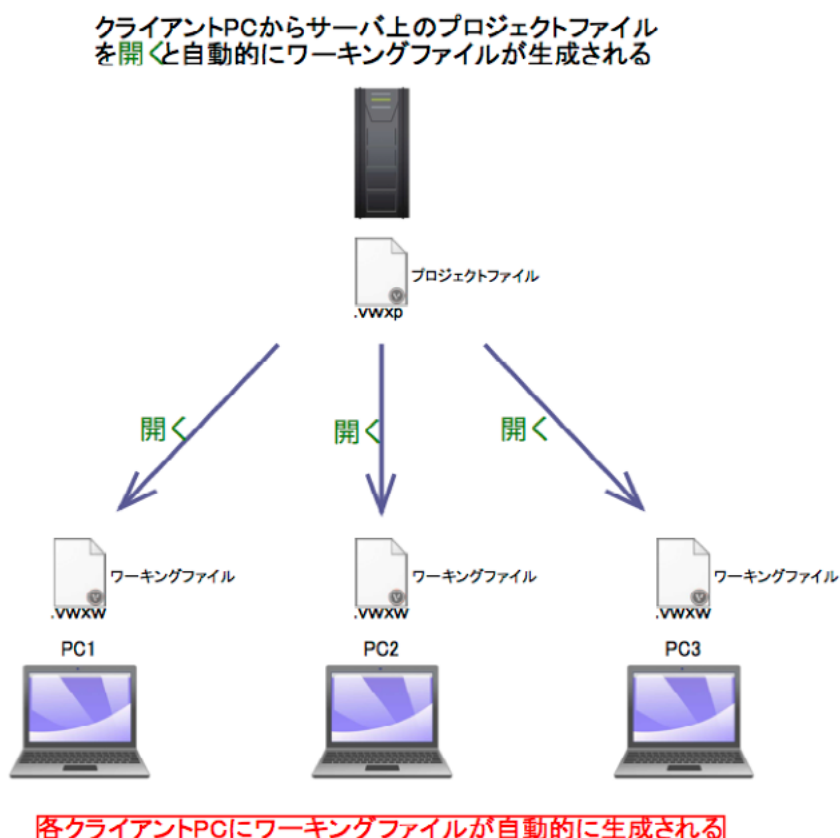 クライアントPCからサーバ上のプロジェクトファイル
を開くと自動的にワーキングファイルが生成される
プロジェクトファイル
.vwxp
開く
開く
開く
ワーキングファイル
ワーキングファイル
ワーキングファイル
.vwxw
.vwxw
.vwxw
PC1
PC2
PC3
各クライアントPCにワーキングファイルが自動的に生成される